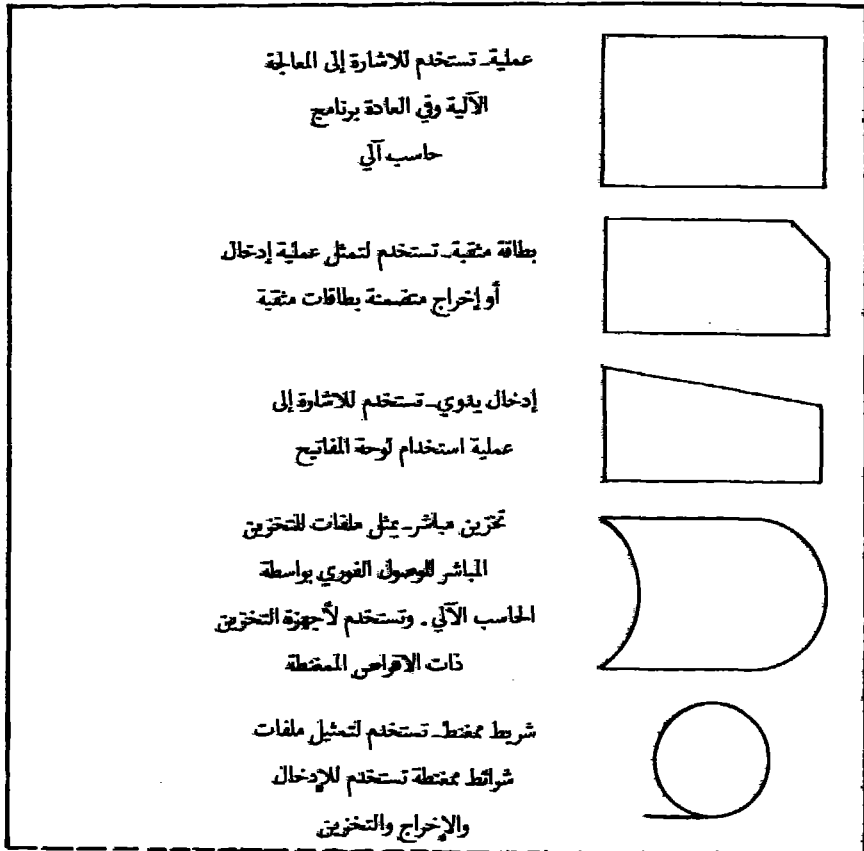 عملية - تستخدم للاشارة إلى المعالجة
الآلية وفي العادة برنامج
حاسب آلي
بطاقة مثقبة - تستخدم لتمثل عملية إدخال
أو إخراج متضمنة بطاقات مثقبة
إدخال يدوي - تستخدم للاشارة إلى
عملية استخدام لوحة المفاتيح
تخزين مباشر - يمثل ملفات للتخزين
المباشر للوصول الفوري بواسطة
الحاسب الآلي . وتستخدم لأجهزة التخزين
ذات الاقراص الممغنطة
شريط ممغنط - تستخدم لتمثيل ملفات
شرائط ممغنطة تستخدم للإدخال
والإخراج والتخزين